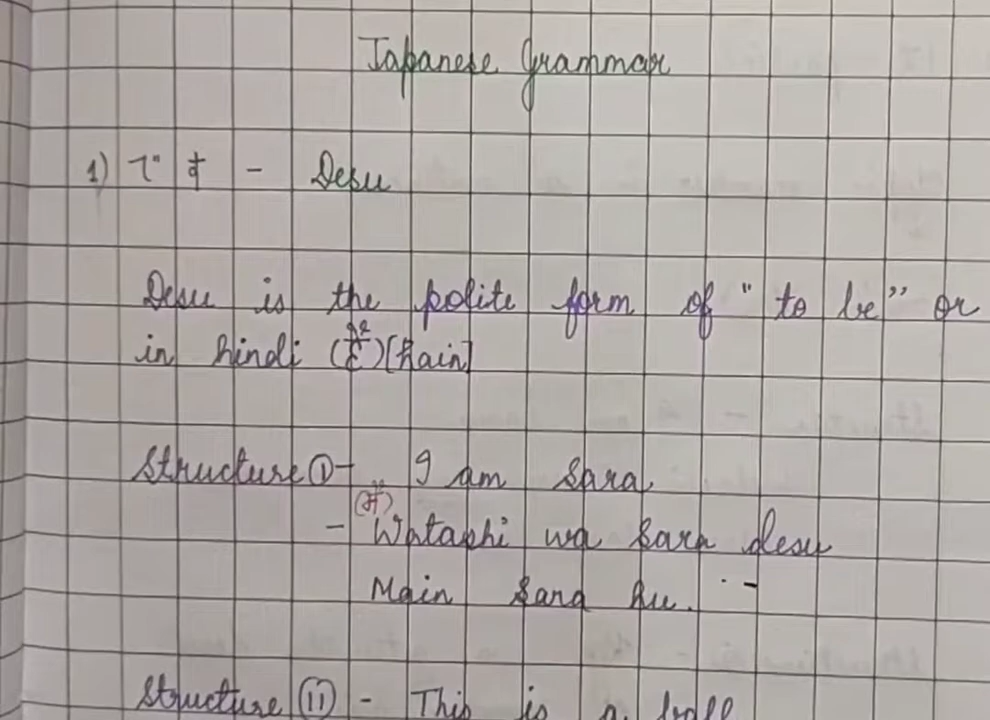 Japanese Grammar
1) です - Desu
Desu is the polite form of "to be" or
in hindi (है) [hain]
Structure ① - I am Sara
(मैं)
- Watashi wa Sara desu
Main Sara hu.
Structure ⓘⓘ - This is a ball